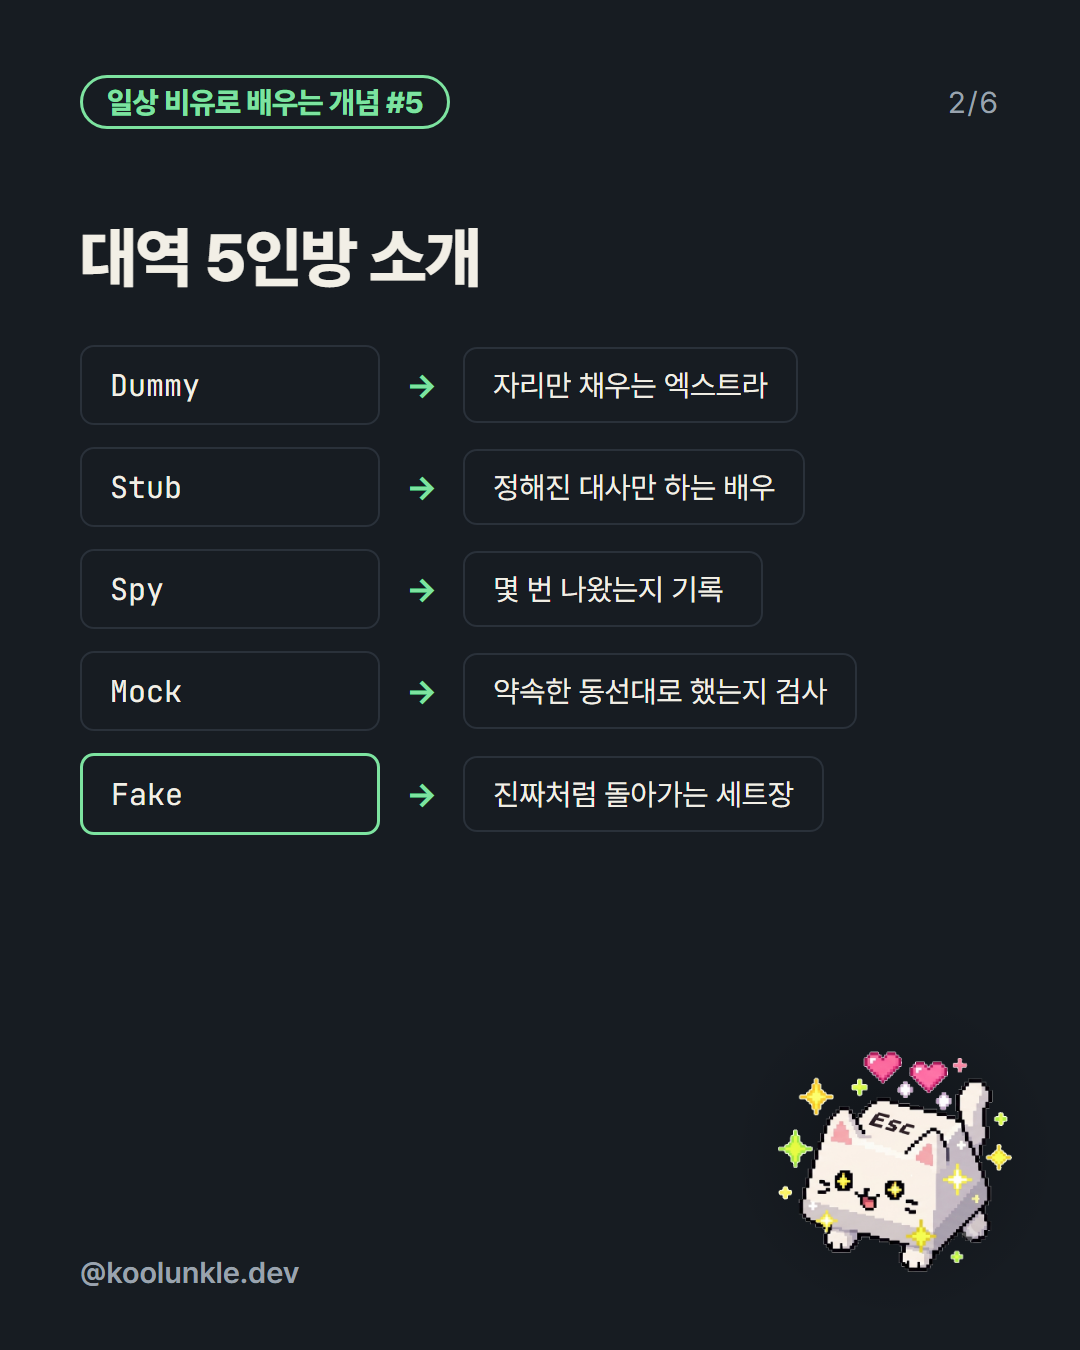 일상 비유로 배우는 개념 #5
2/6
대역 5인방 소개
Dummy → 자리만 채우는 엑스트라
Stub → 정해진 대사만 하는 배우
Spy → 몇 번 나왔는지 기록
Mock → 약속한 동선대로 했는지 검사
Fake → 진짜처럼 돌아가는 세트장
Esc
@koolunkle.dev